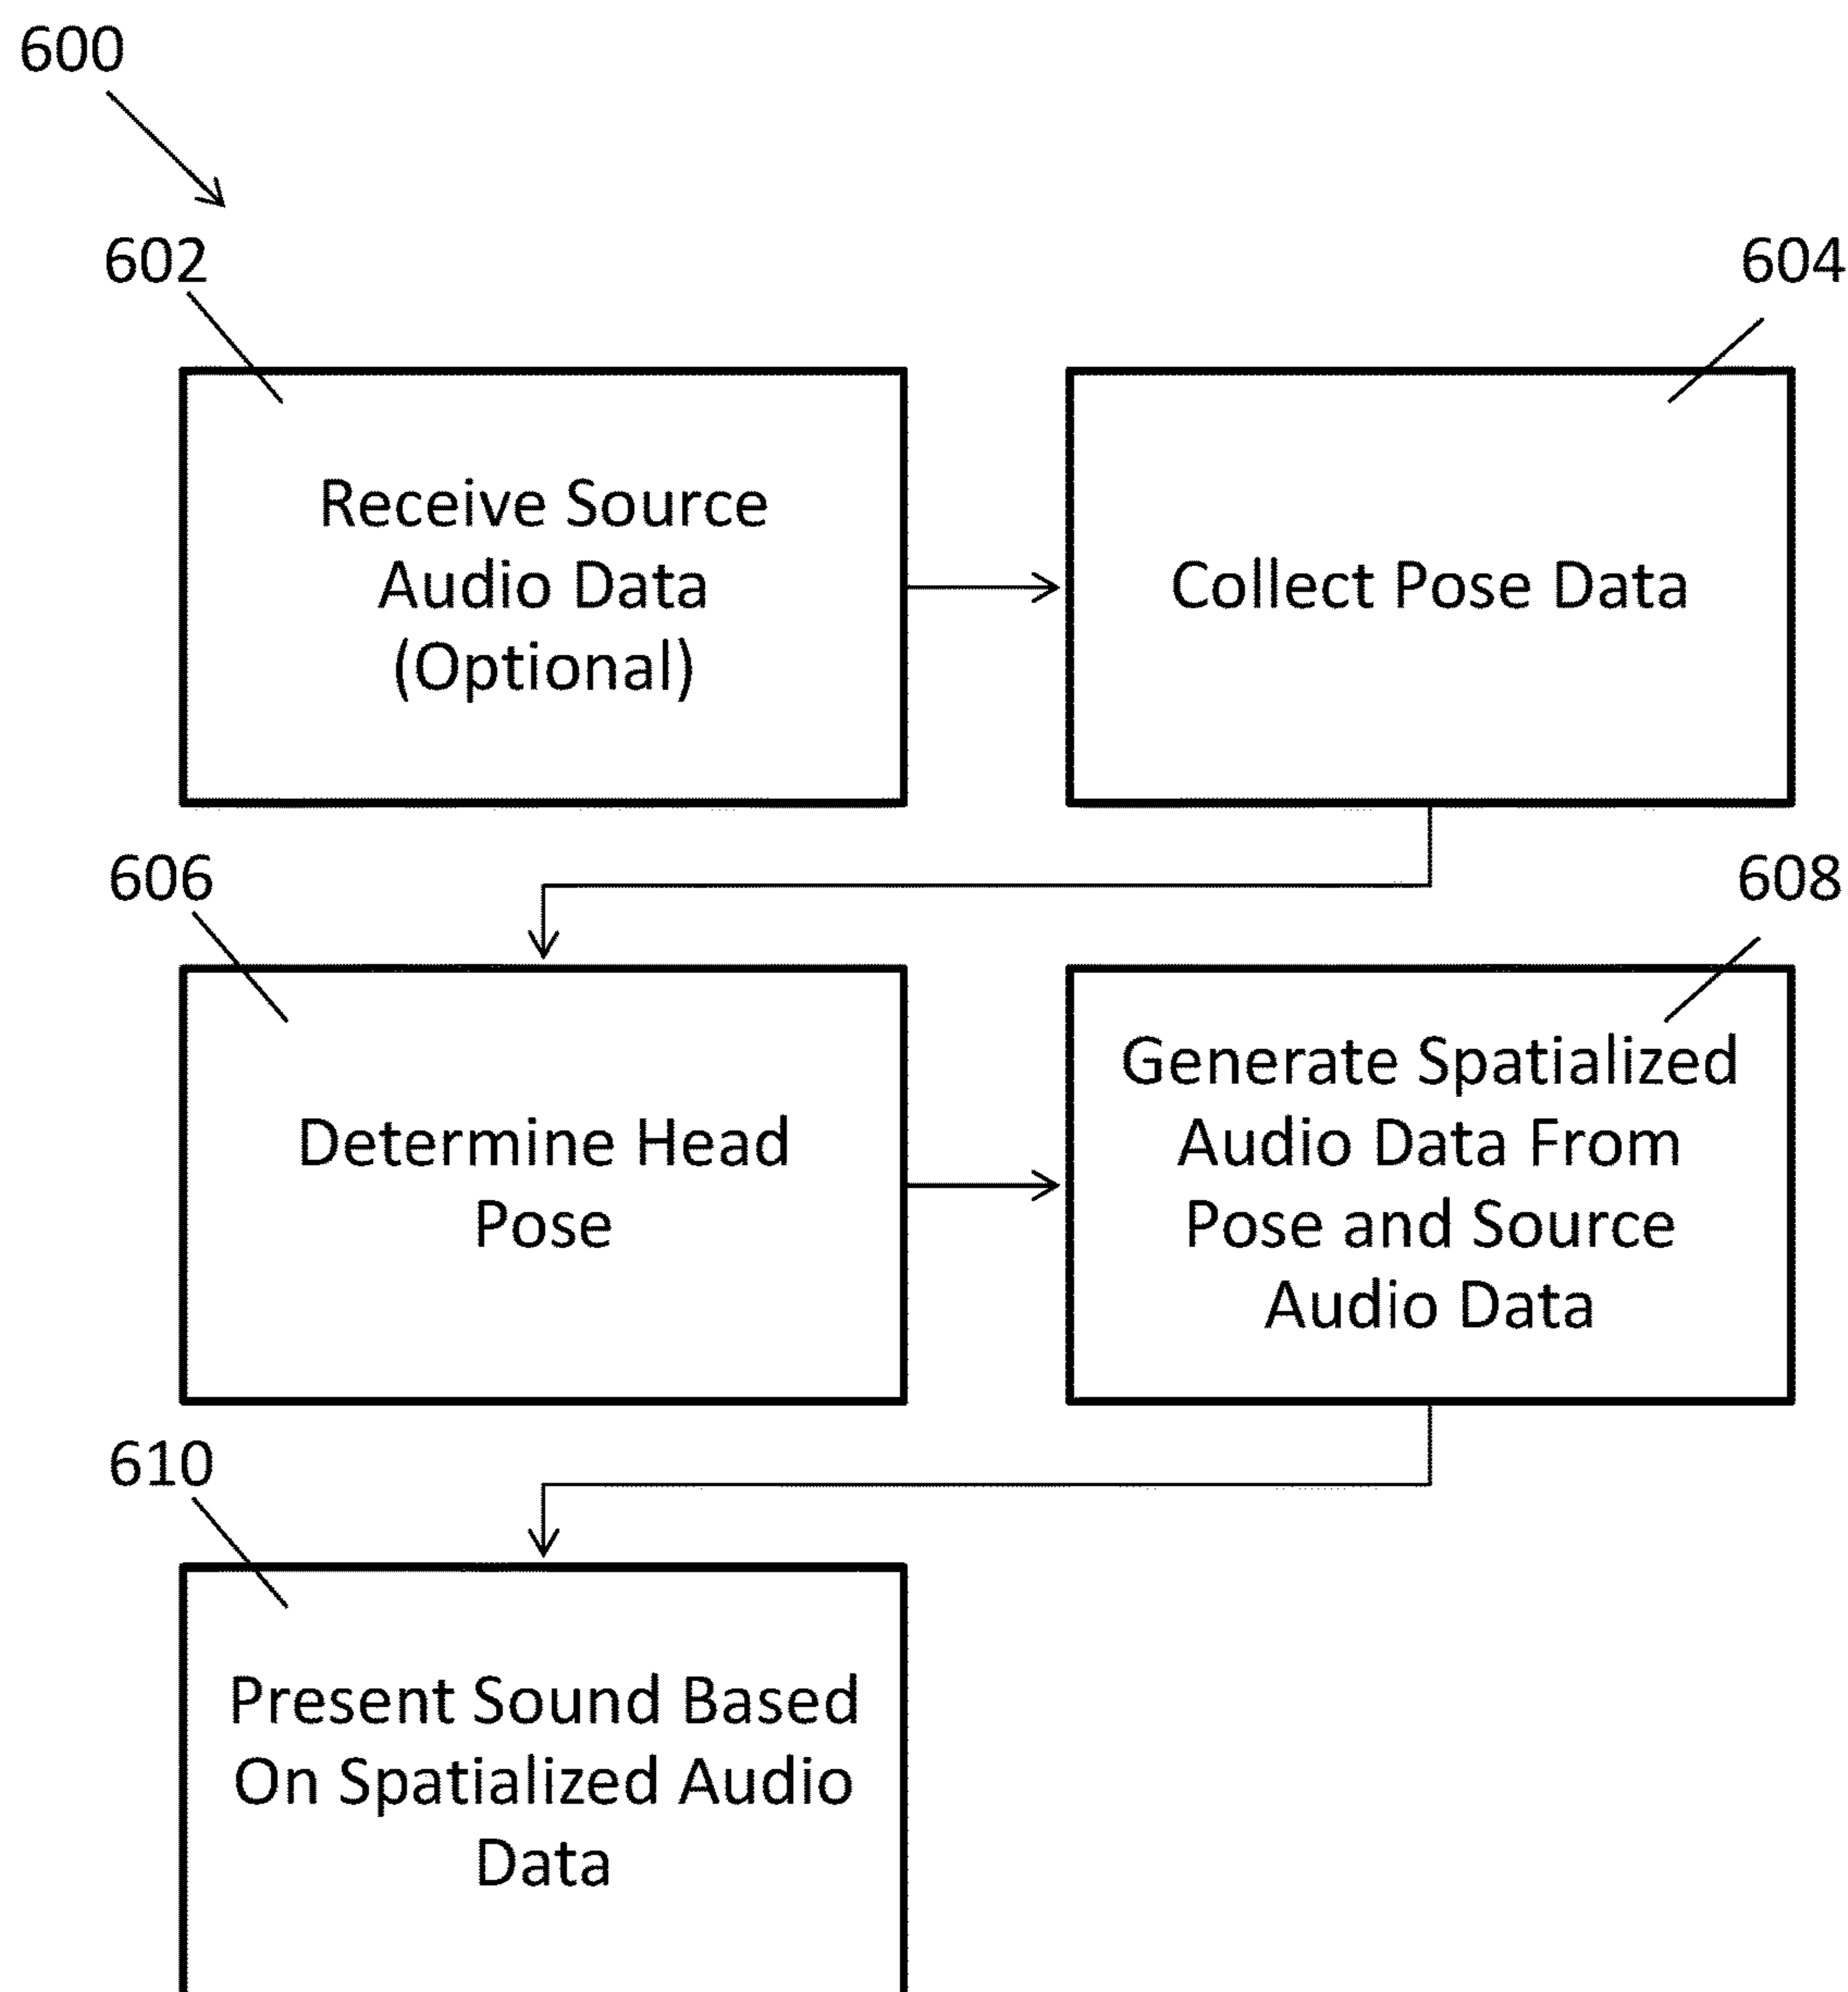 600
602
604
Receive Source
Audio Data
(Optional)
Collect Pose Data
606
608
Determine Head
Pose
Generate Spatialized
Audio Data From
Pose and Source
Audio Data
610
Present Sound Based
On Spatialized Audio
Data